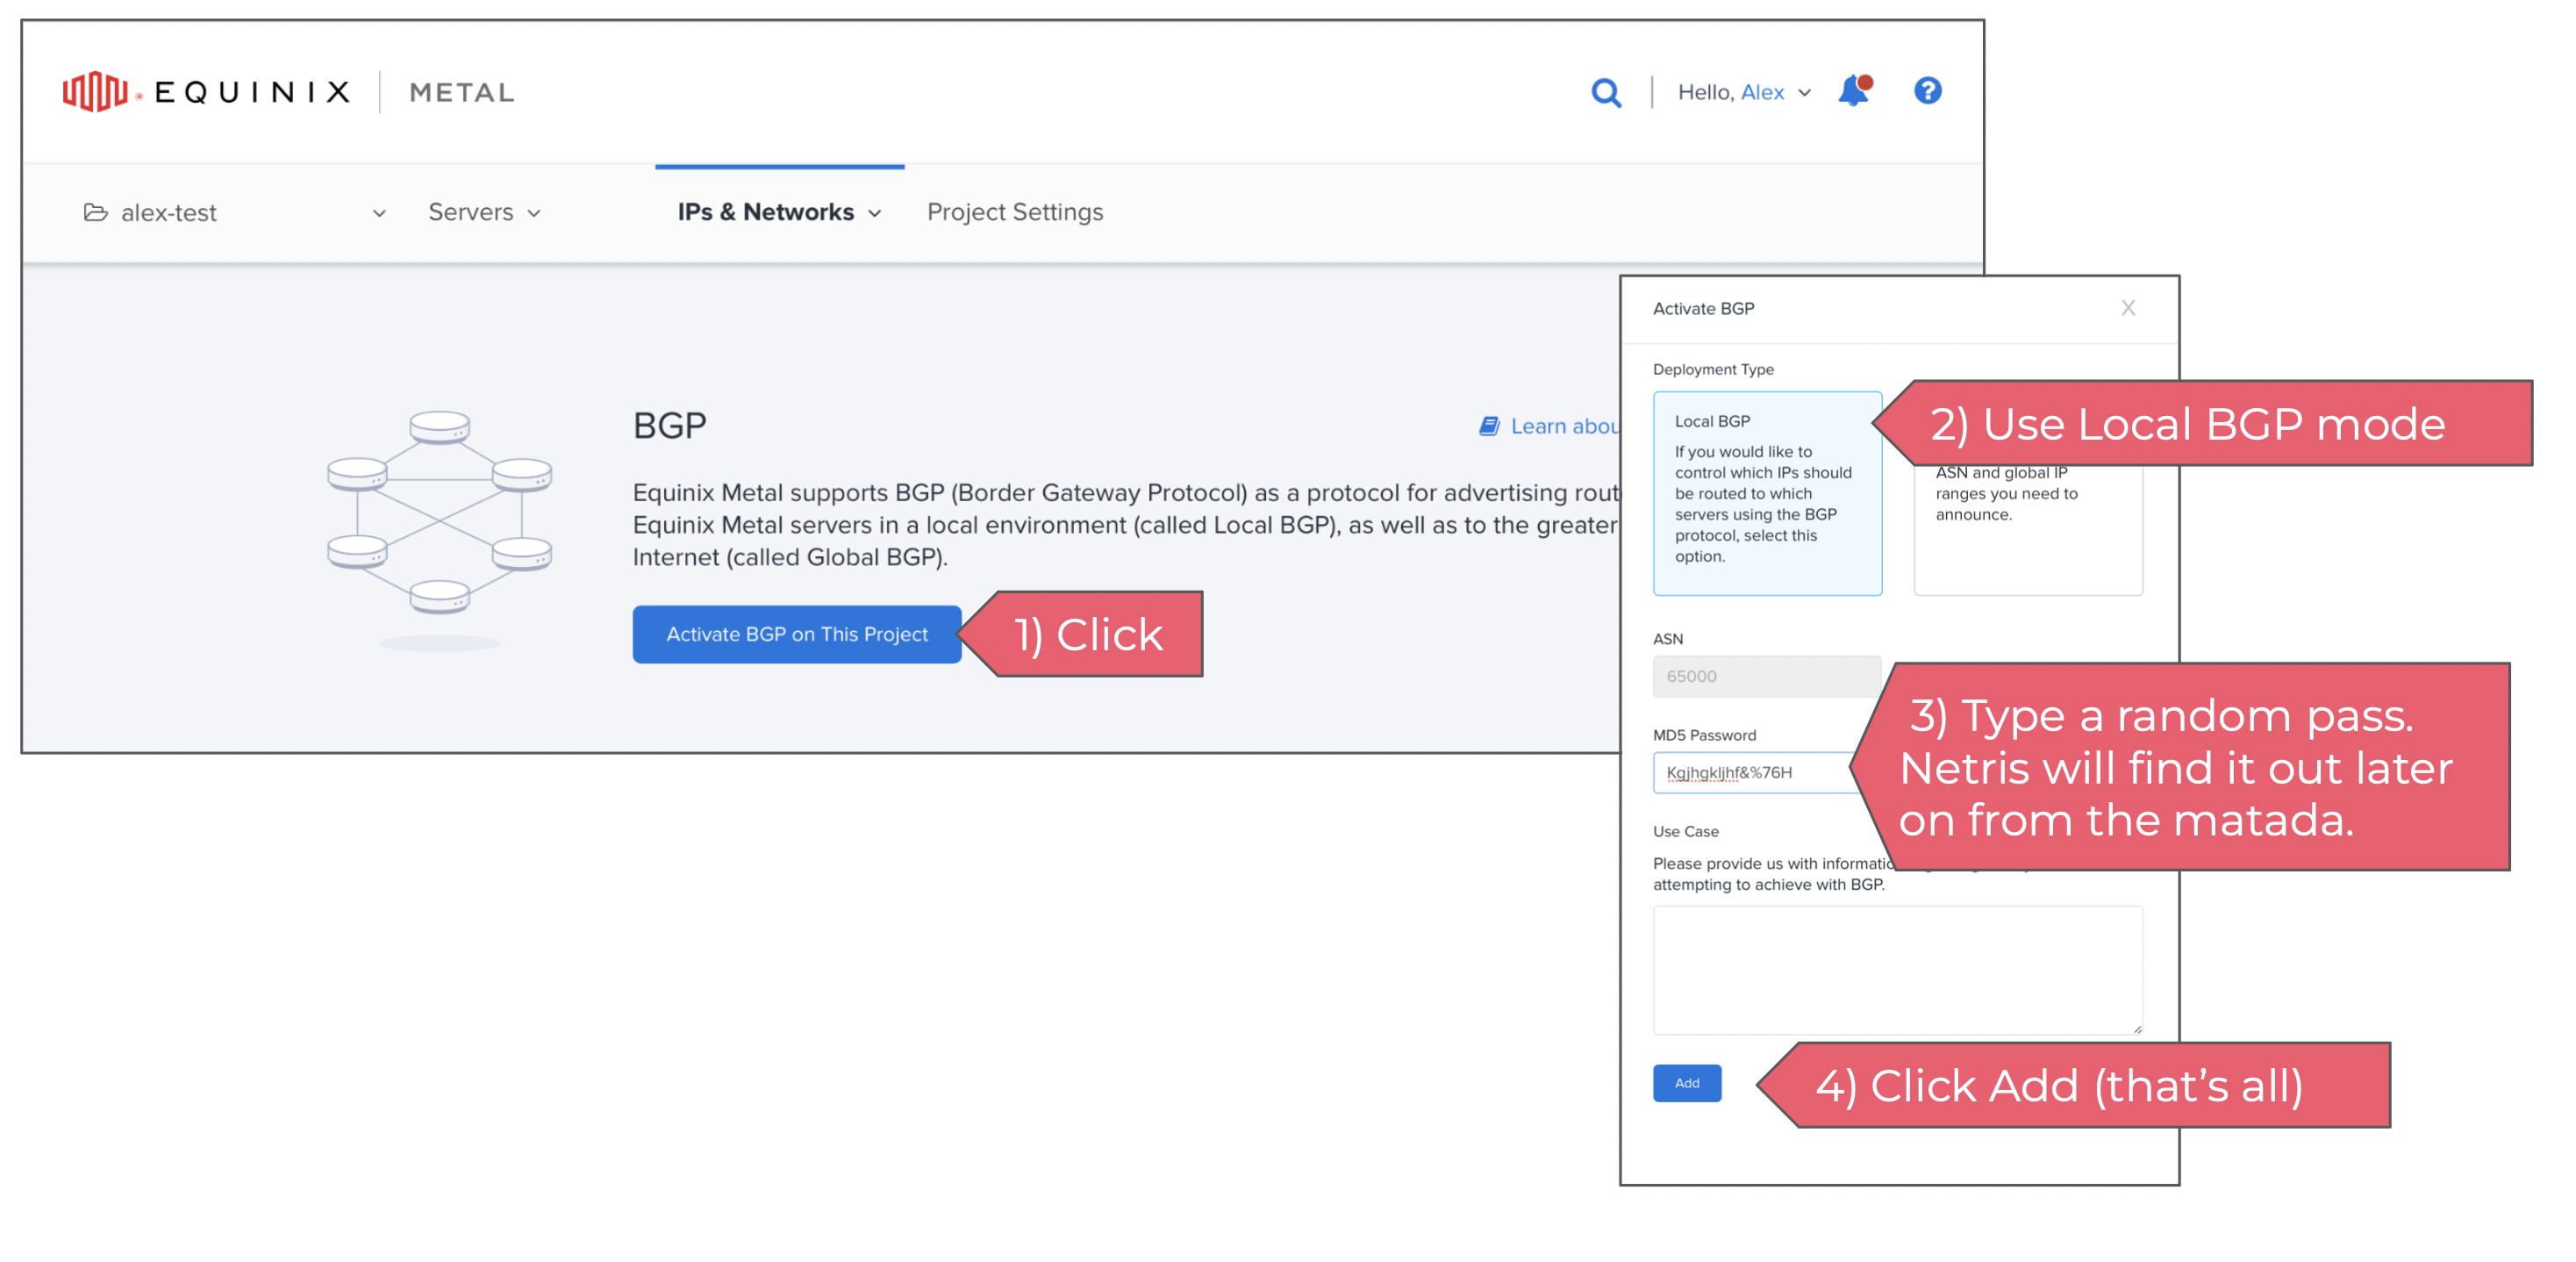 EQUINIX METAL
Hello, Alex
alex-test Servers IPs & Networks Project Settings
BGP
Learn abou
Equinix Metal supports BGP (Border Gateway Protocol) as a protocol for advertising rout
Equinix Metal servers in a local environment (called Local BGP), as well as to the greater
Internet (called Global BGP).
Activate BGP on This Project
1) Click
Activate BGP X
Deployment Type
Local BGP
If you would like to
control which IPs should
be routed to which
servers using the BGP
protocol, select this
option.
2) Use Local BGP mode
ASN and global IP
ranges you need to
announce.
ASN
65000
MD5 Password
Kgjhgkljhf&%76H
3) Type a random pass.
Netris will find it out later
on from the matada.
Use Case
Please provide us with informatio
attempting to achieve with BGP.
Add
4) Click Add (that's all)